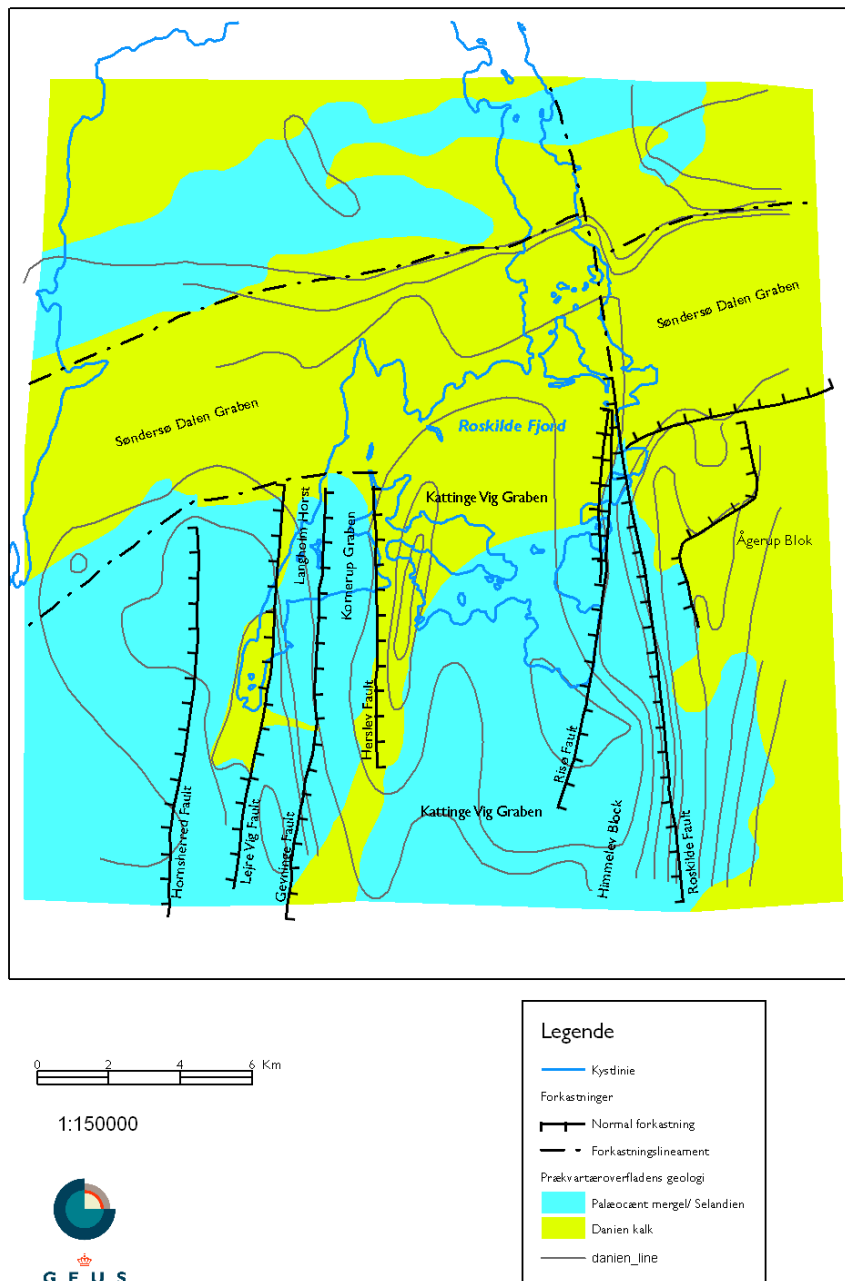 Søndersø Dalen Graben
Søndersø Dalen Graben
Roskilde Fjord
Kattinge Vig Graben
Langholm Horst
Kornerup Graben
Ågerup Blok
Herslev Fault
Risø Fault
Kattinge Vig Graben
Hornsherred Fault
Lejre Vig Fault
Gevninge Fault
Himmelev Block
Roskilde Fault
0 2 4 6 Km
1:150000
G E U S
Legende
Kystlinie
Forkastninger
Normal forkastning
Forkastningslineament
Prækvartæroverfladens geologi
Palæocænt mergel/ Selandien
Danien kalk
danien_line